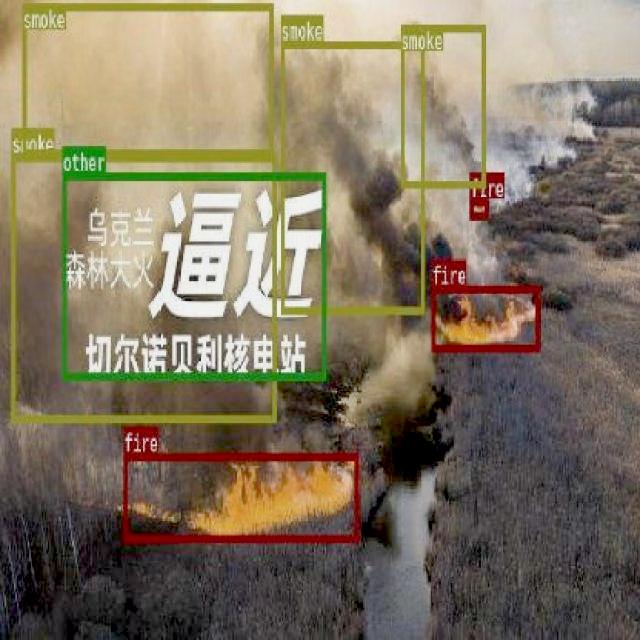 smoke
smoke
smoke
smoke
other
fire
乌克兰
森林大火
逼近
切尔诺贝利核电站
fire
fire